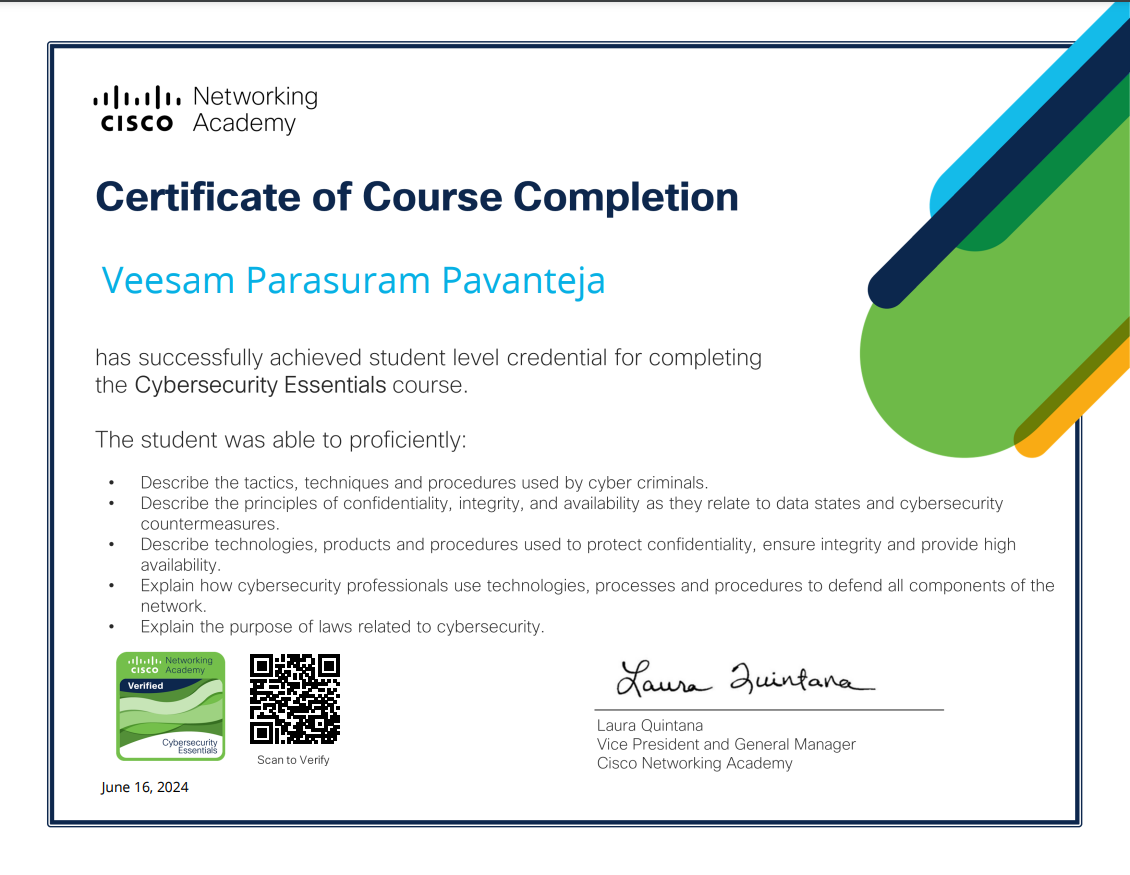 Networking
CISCO Academy
Certificate of Course Completion
Veesam Parasuram Pavanteja
has successfully achieved student level credential for completing
the Cybersecurity Essentials course.
The student was able to proficiently:
• Describe the tactics, techniques and procedures used by cyber criminals.
• Describe the principles of confidentiality, integrity, and availability as they relate to data states and cybersecurity
countermeasures.
• Describe technologies, products and procedures used to protect confidentiality, ensure integrity and provide high
availability.
• Explain how cybersecurity professionals use technologies, processes and procedures to defend all components of the
network.
• Explain the purpose of laws related to cybersecurity.
Networking
CISCO Academy
Verified
Cybersecurity
Essentials
Scan to Verify
June 16, 2024
Laura Quintana
Laura Quintana
Vice President and General Manager
Cisco Networking Academy